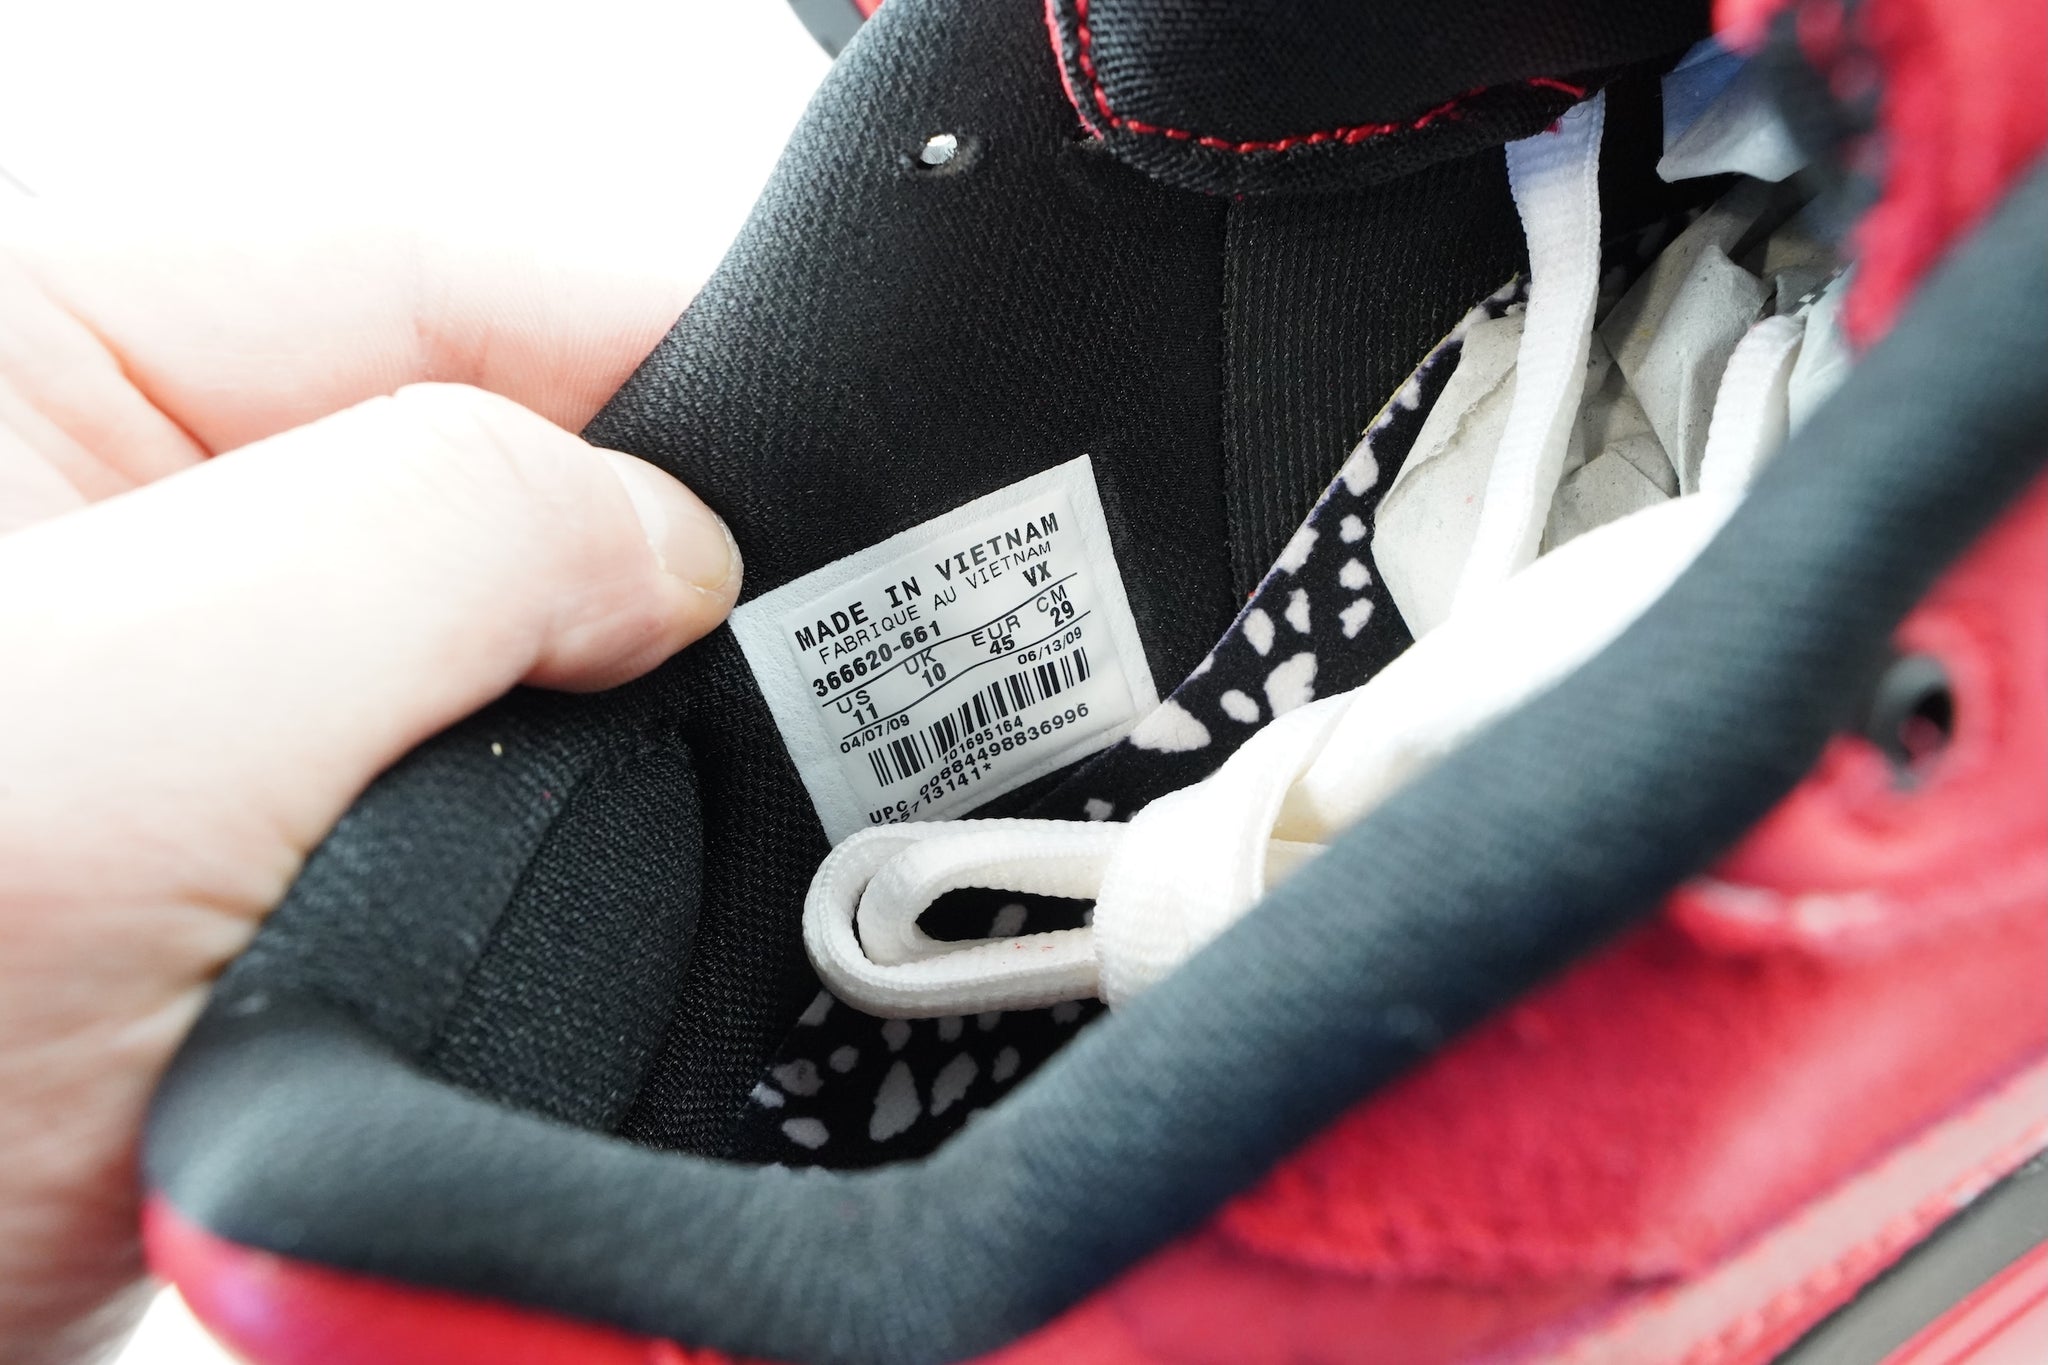 MADE IN VIETNAM
FABRIQUE AU VIETNAM
366620-661 VX
US UK EUR CM
11 10 45 29
04/07/09 06/13/09
101695164
UPC 00884498836996
713141*